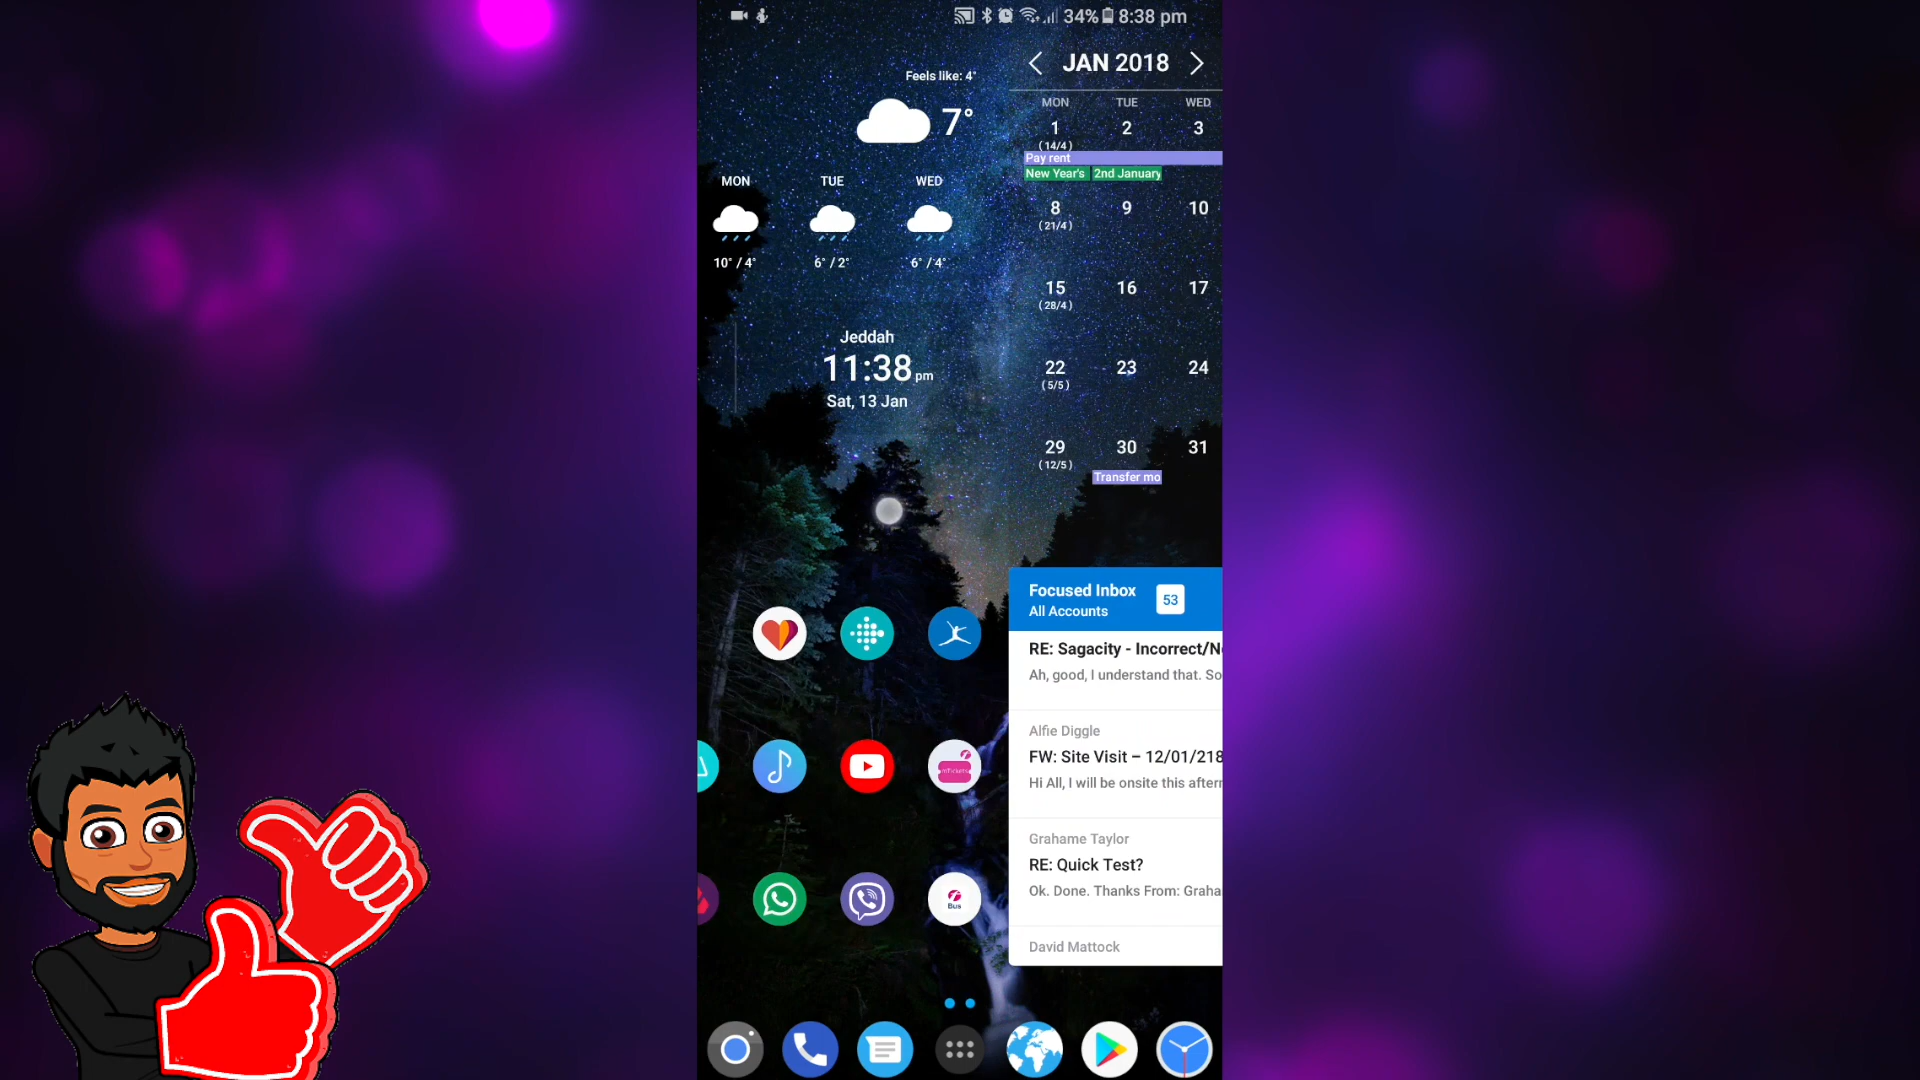 34% 8:38 pm
Feels like: 4°
7°
MON TUE WED
10° / 4° 6° / 2° 6° / 4°
Jeddah
11:38 pm
Sat, 13 Jan
JAN 2018
MON TUE WED
1 2 3
(14/4)
Pay rent
New Year's 2nd January
8 9 10
(21/4)
15 16 17
(28/4)
22 23 24
(5/5)
29 30 31
(12/5)
Transfer mo
Focused Inbox
All Accounts
53
RE: Sagacity - Incorrect/N
Ah, good, I understand that. So
Alfie Diggle
FW: Site Visit – 12/01/218
Hi All, I will be onsite this after
Grahame Taylor
RE: Quick Test?
Ok. Done. Thanks From: Graha
David Mattock
mTickets
Bus